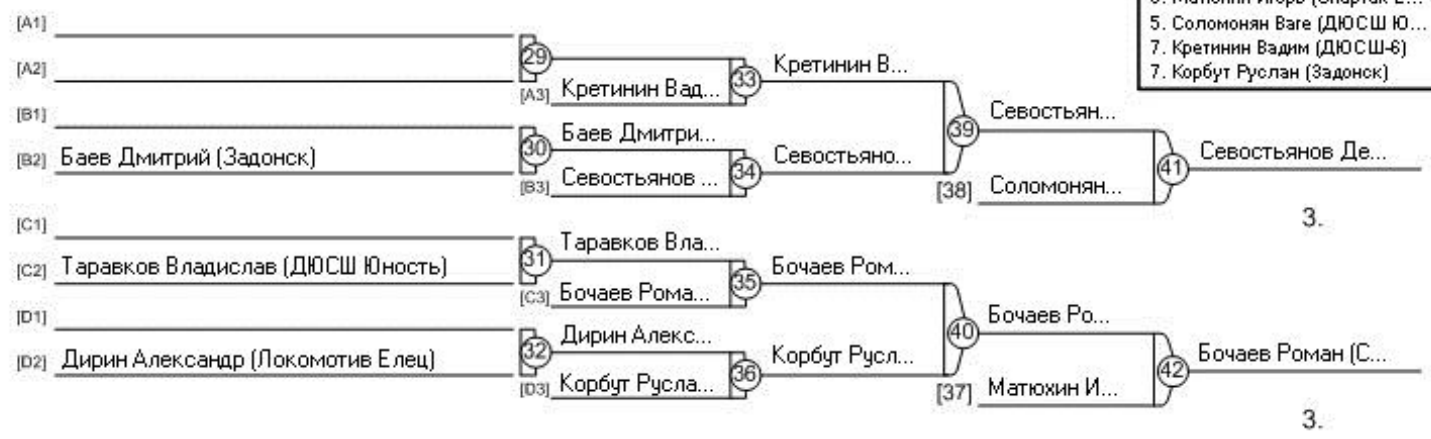 5. Соломонян Ваге (ДЮСШ Ю...
7. Кретинин Вадим (ДЮСШ-6)
7. Корбут Руслан (Задонск)
[A1]
29
Кретинин В...
[A2]
33
[A3] Кретинин Вад...
Севостьян...
[B1]
39
Баев Дмитри...
30
Севостьяно...
Севостьянов Де...
[B2] Баев Дмитрий (Задонск)
41
34
[B3] Севостьянов ...
[38] Соломонян...
3.
[C1]
Таравков Вла...
31
Бочаев Ром...
[C2] Таравков Владислав (ДЮСШ Юность)
35
[C3] Бочаев Рома...
Бочаев Ро...
[D1]
40
Дирин Алекс...
32
Корбут Русл...
Бочаев Роман (С...
[D2] Дирин Александр (Локомотив Елец)
42
36
[D3] Корбут Русла...
[37] Матюхин И...
3.